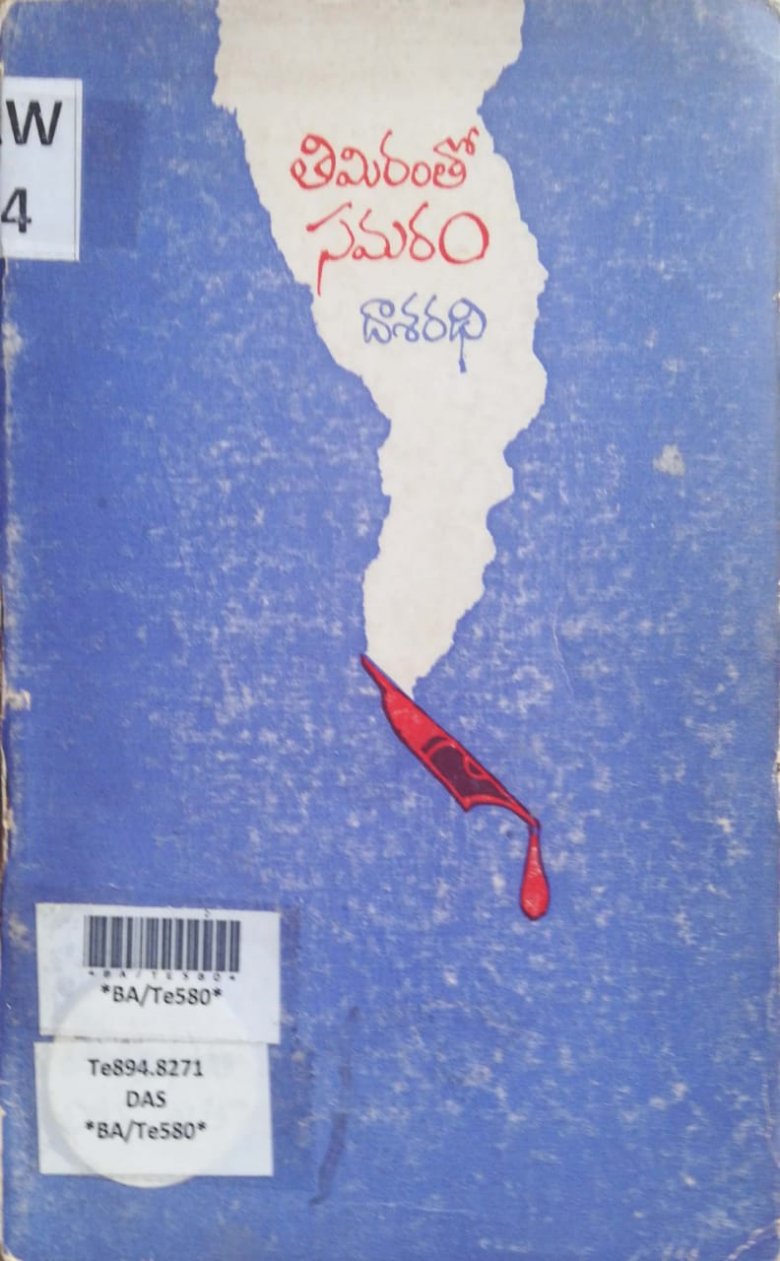 W
4
తిమిరంతో
సమరం
దాశరథి
*BA/Te580*
*BA/Te580*
Te894.8271
DAS
*BA/Te580*